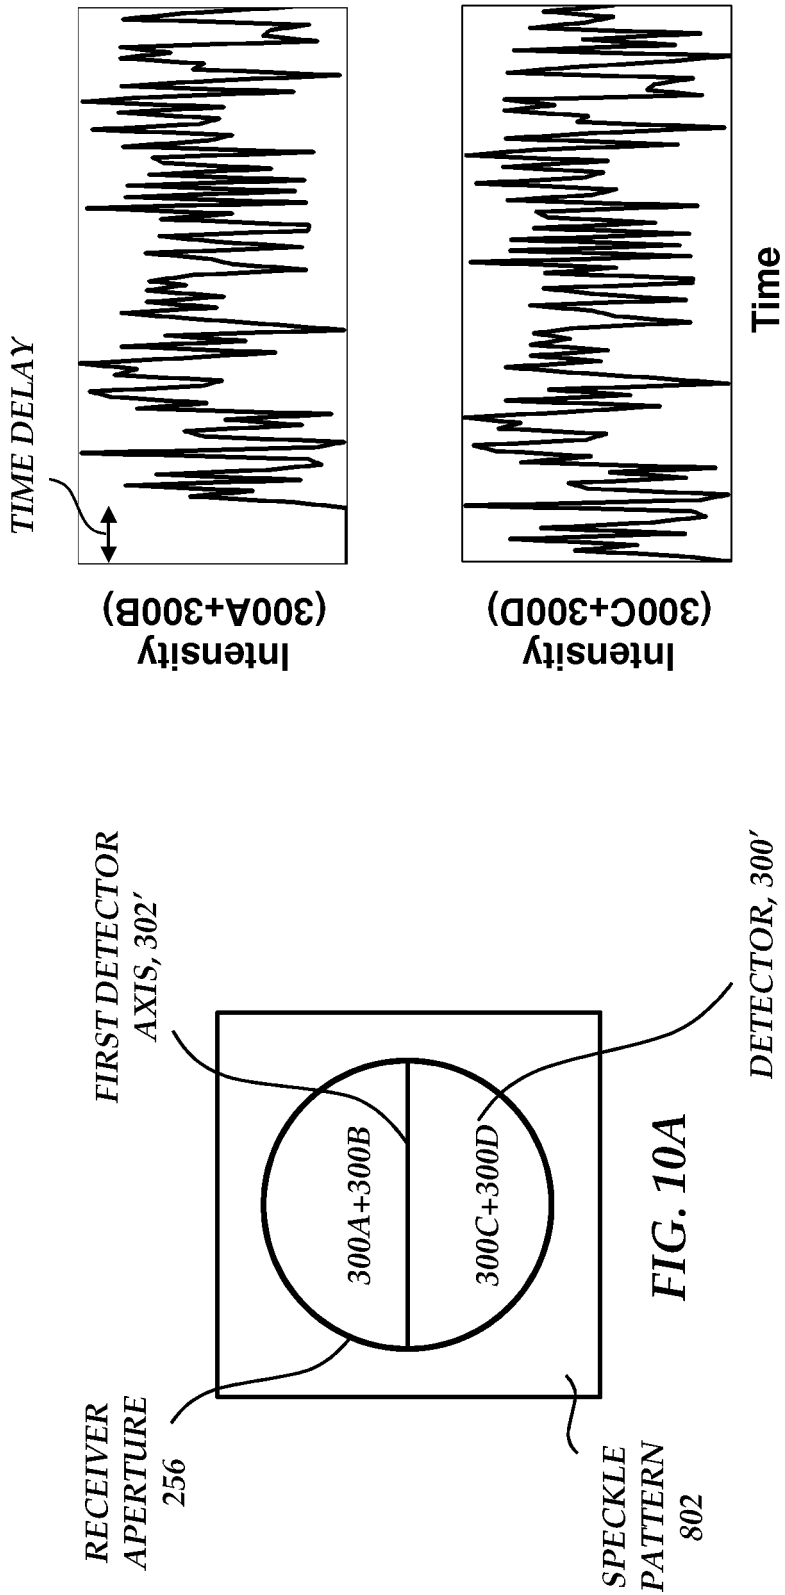 RECEIVER
APERTURE
256
FIRST DETECTOR
AXIS, 302′
300A+300B
300C+300D
SPECKLE
PATTERN
802
DETECTOR, 300′
FIG. 10A
TIME DELAY
Intensity
(300A+300B)
Intensity
(300C+300D)
Time